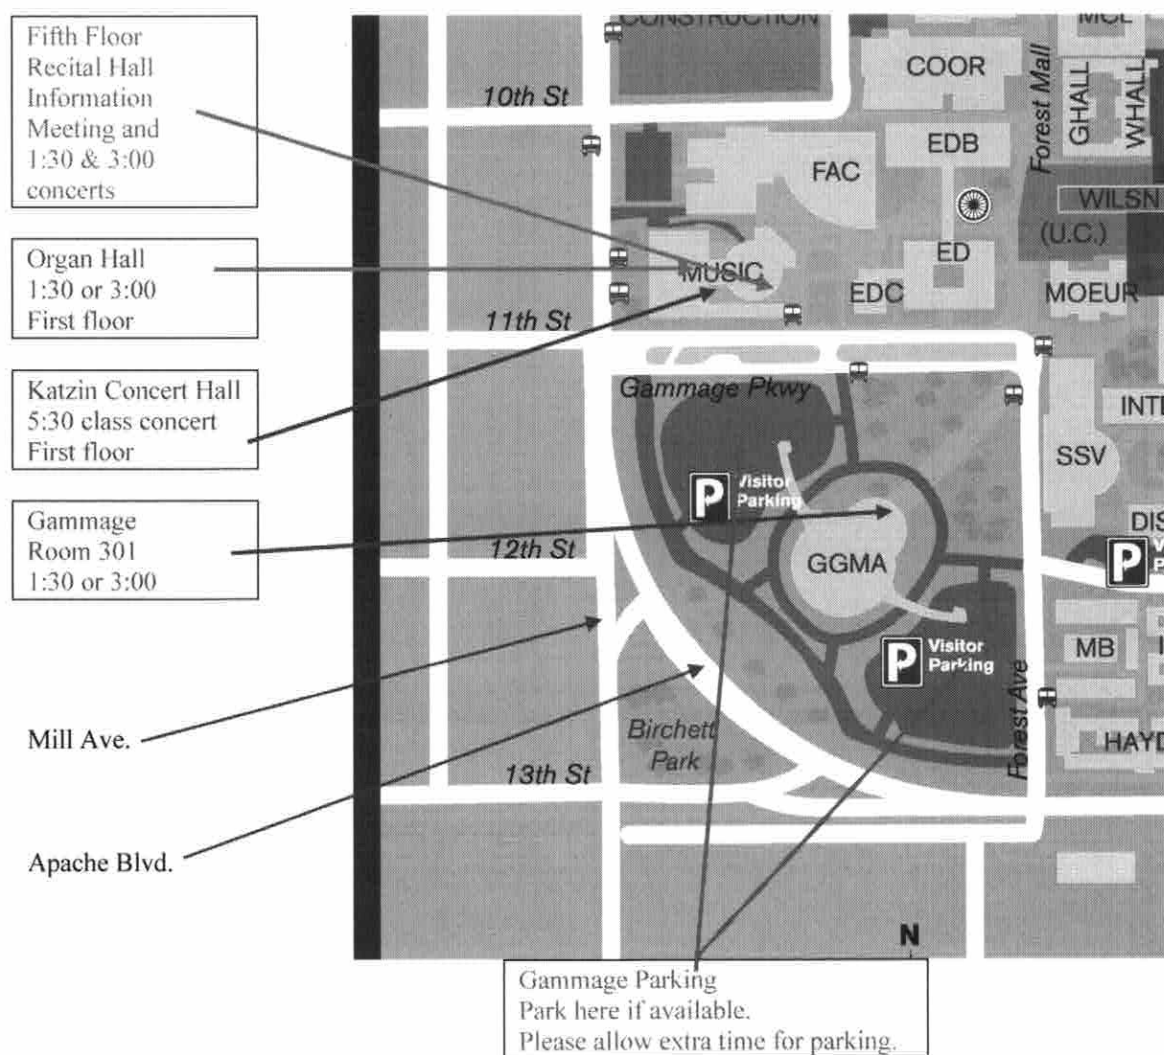 Fifth Floor
Recital Hall
Information
Meeting and
1:30 & 3:00
concerts
Organ Hall
1:30 or 3:00
First floor
Katzin Concert Hall
5:30 class concert
First floor
Gammage
Room 301
1:30 or 3:00
Mill Ave.
Apache Blvd.
CONSTRUCTION
MCL
COOR
10th St
Forest Mall
GHALL
WHALL
EDB
FAC
WILSN
(U.C.)
ED
MUSIC
EDC
MOEUR
11th St
Gammage Pkwy
SSV
P
Visitor
Parking
12th St
GGMA
P
P
Visitor
Parking
MB
Forest Ave
Birchett
Park
13th St
N
Gammage Parking
Park here if available.
Please allow extra time for parking.